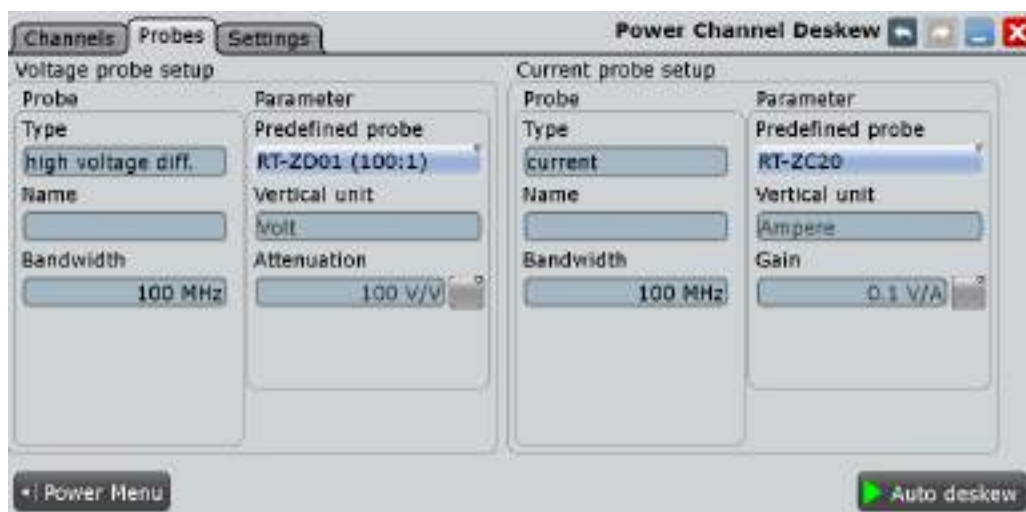 Channels Probes Settings Power Channel Deskew
Voltage probe setup
Probe
Type
high voltage diff.
Name
Bandwidth
100 MHz
Parameter
Predefined probe
RT-ZD01 (100:1)
Vertical unit
Volt
Attenuation
100 V/V
Current probe setup
Probe
Type
current
Name
Bandwidth
100 MHz
Parameter
Predefined probe
RT-ZC20
Vertical unit
Ampere
Gain
0.1 V/A
Power Menu
Auto deskew